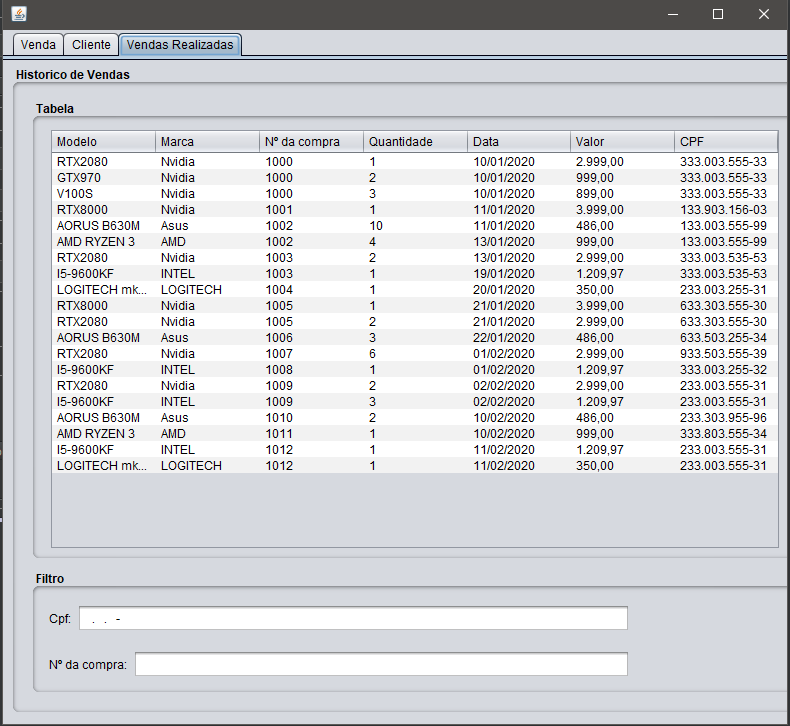 Venda Cliente Vendas Realizadas
Historico de Vendas
Tabela
Modelo Marca Nº da compra Quantidade Data Valor CPF
RTX2080 Nvidia 1000 1 10/01/2020 2.999,00 333.003.555-33
GTX970 Nvidia 1000 2 10/01/2020 999,00 333.003.555-33
V100S Nvidia 1000 3 10/01/2020 899,00 333.003.555-33
RTX8000 Nvidia 1001 1 11/01/2020 3.999,00 133.903.156-03
AORUS B630M Asus 1002 10 11/01/2020 486,00 133.003.555-99
AMD RYZEN 3 AMD 1002 4 13/01/2020 999,00 133.003.555-99
RTX2080 Nvidia 1003 2 13/01/2020 2.999,00 333.003.535-53
I5-9600KF INTEL 1003 1 19/01/2020 1.209,97 333.003.535-53
LOGITECH mk... LOGITECH 1004 1 20/01/2020 350,00 233.003.255-31
RTX8000 Nvidia 1005 1 21/01/2020 3.999,00 633.303.555-30
RTX2080 Nvidia 1005 2 21/01/2020 2.999,00 633.303.555-30
AORUS B630M Asus 1006 3 22/01/2020 486,00 633.503.255-34
RTX2080 Nvidia 1007 6 01/02/2020 2.999,00 933.503.555-39
I5-9600KF INTEL 1008 1 01/02/2020 1.209,97 333.003.255-32
RTX2080 Nvidia 1009 2 02/02/2020 2.999,00 233.003.555-31
I5-9600KF INTEL 1009 3 02/02/2020 1.209,97 233.003.555-31
AORUS B630M Asus 1010 2 10/02/2020 486,00 233.303.955-96
AMD RYZEN 3 AMD 1011 1 10/02/2020 999,00 333.803.555-34
I5-9600KF INTEL 1012 1 11/02/2020 1.209,97 233.003.555-31
LOGITECH mk... LOGITECH 1012 1 11/02/2020 350,00 233.003.555-31
Filtro
Cpf: . . -
Nº da compra: